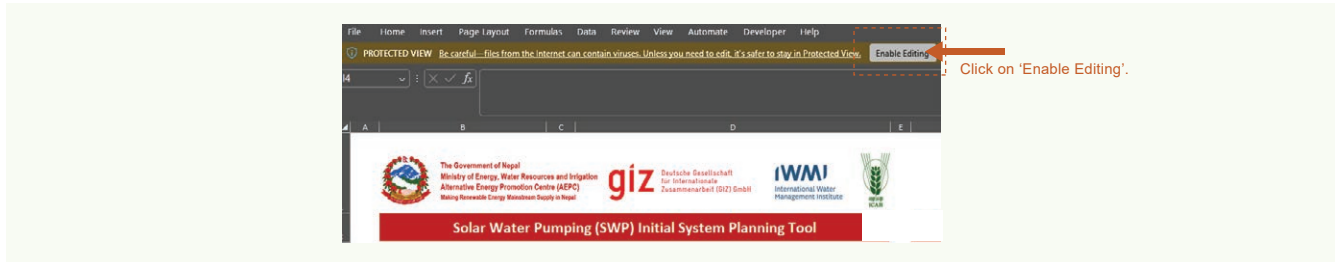 File Home Insert Page Layout Formulas Data Review View Automate Developer Help
PROTECTED VIEW Be careful—files from the Internet can contain viruses. Unless you need to edit, it's safer to stay in Protected View. Enable Editing
Click on ‘Enable Editing’.
I4 fx
A B C D E
The Government of Nepal
Ministry of Energy, Water Resources and Irrigation
Alternative Energy Promotion Centre (AEPC)
Making Renewable Energy Mainstream Supply in Nepal
giz Deutsche Gesellschaft
für Internationale
Zusammenarbeit (GIZ) GmbH
IWMI
International Water
Management Institute
ICAR
Solar Water Pumping (SWP) Initial System Planning Tool